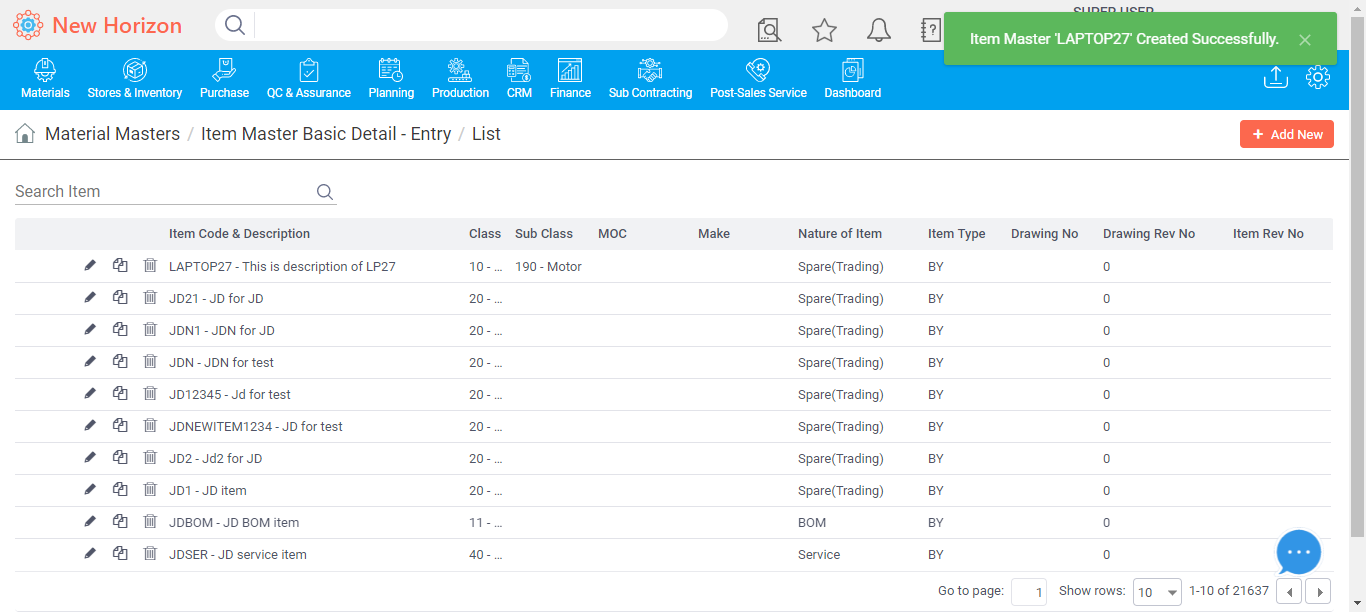 New Horizon
SUPER USER
Item Master 'LAPTOP27' Created Successfully.
Materials Stores & Inventory Purchase QC & Assurance Planning Production CRM Finance Sub Contracting Post-Sales Service Dashboard
Material Masters / Item Master Basic Detail - Entry / List
+ Add New
Search Item
Item Code & Description Class Sub Class MOC Make Nature of Item Item Type Drawing No Drawing Rev No Item Rev No
LAPTOP27 - This is description of LP27 10 - ... 190 - Motor Spare(Trading) BY 0
JD21 - JD for JD 20 - ... Spare(Trading) BY 0
JDN1 - JDN for JD 20 - ... Spare(Trading) BY 0
JDN - JDN for test 20 - ... Spare(Trading) BY 0
JD12345 - Jd for test 20 - ... Spare(Trading) BY 0
JDNEWITEM1234 - JD for test 20 - ... Spare(Trading) BY 0
JD2 - Jd2 for JD 20 - ... Spare(Trading) BY 0
JD1 - JD item 20 - ... Spare(Trading) BY 0
JDBOM - JD BOM item 11 - ... BOM BY 0
JDSER - JD service item 40 - ... Service BY 0
Go to page: 1 Show rows: 10 1-10 of 21637